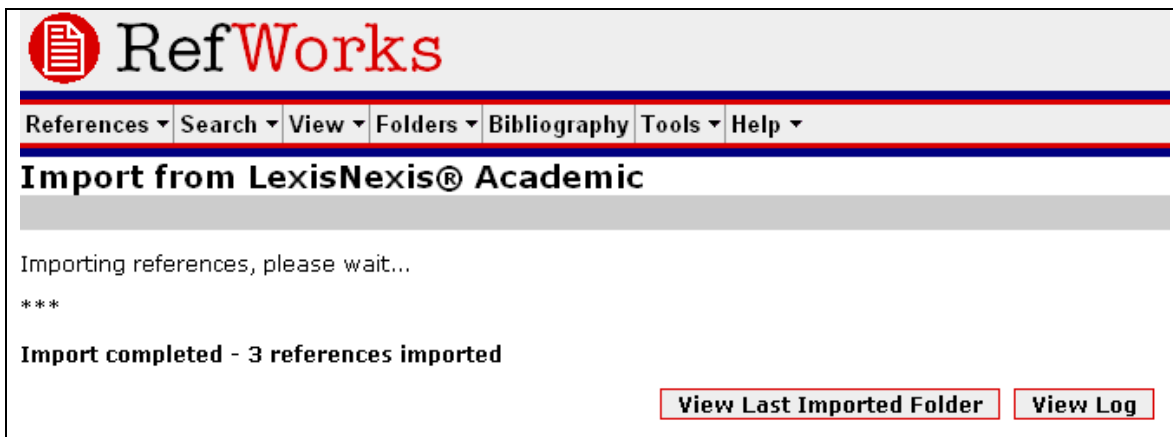 RefWorks
References Search View Folders Bibliography Tools Help
Import from LexisNexis® Academic
Importing references, please wait...
***
Import completed - 3 references imported
View Last Imported Folder View Log